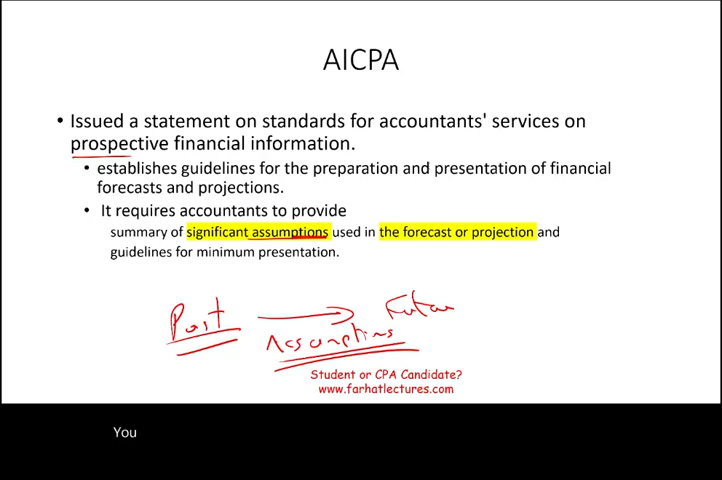 AICPA
• Issued a statement on standards for accountants' services on
prospective financial information.
• establishes guidelines for the preparation and presentation of financial
forecasts and projections.
• It requires accountants to provide
summary of significant assumptions used in the forecast or projection and
guidelines for minimum presentation.
Past Future
Assumptions
Student or CPA Candidate?
www.farhatlectures.com
You